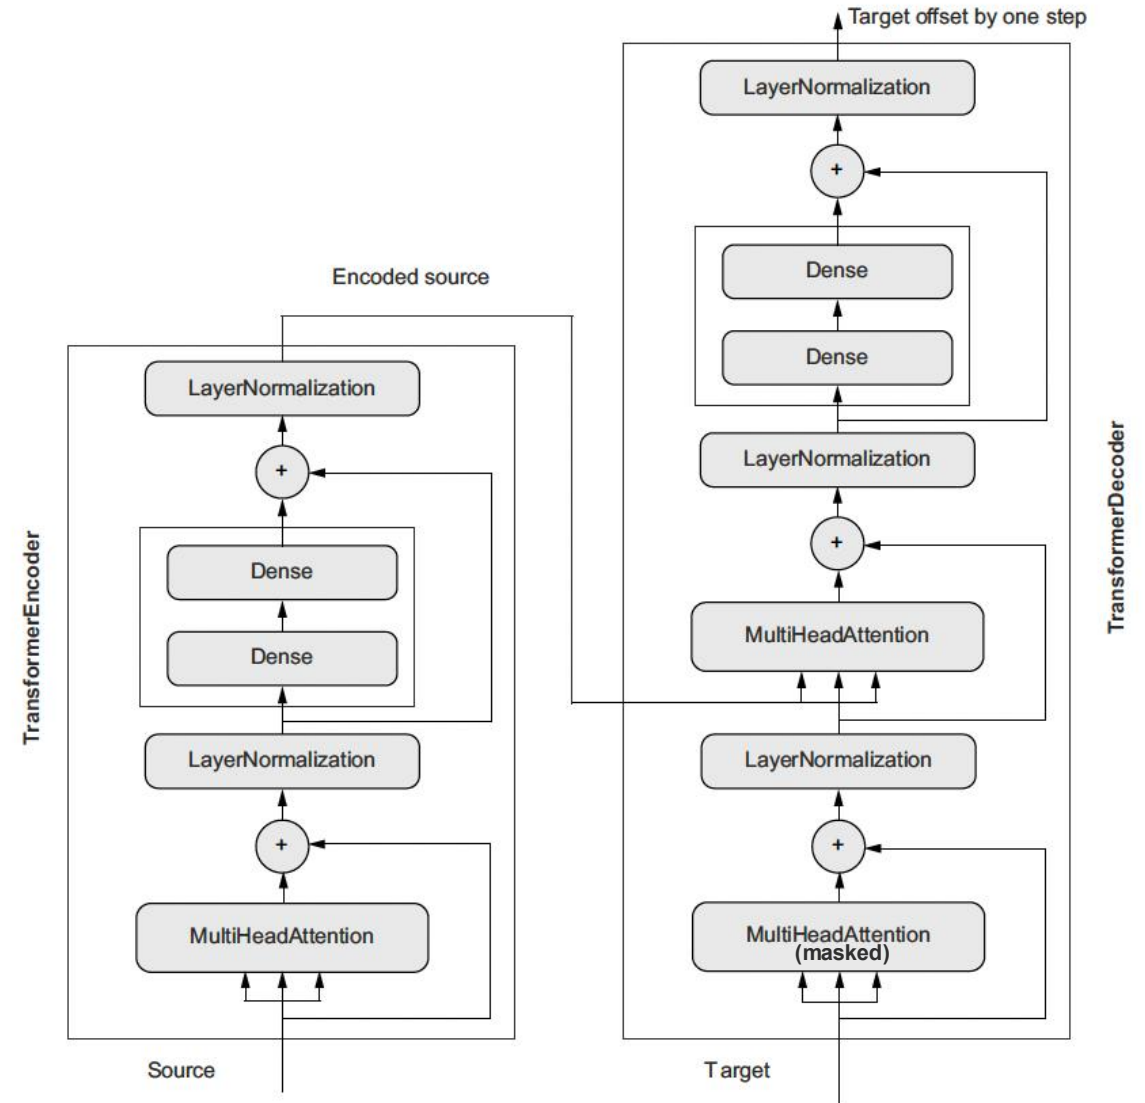 Target offset by one step
LayerNormalization
+
Dense
Dense
LayerNormalization
+
MultiHeadAttention
LayerNormalization
+
MultiHeadAttention
(masked)
Target
TransformerDecoder
Encoded source
LayerNormalization
+
Dense
Dense
LayerNormalization
+
MultiHeadAttention
Source
TransformerEncoder